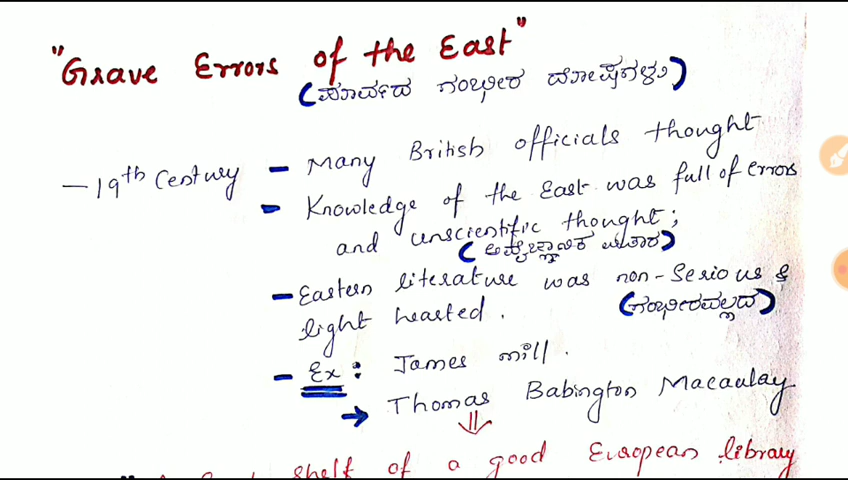 "Grave Errors of the East"
(ಪೂರ್ವದ ಗಂಭೀರ ದೋಷಗಳು)
— 19th Century – Many British officials thought
– Knowledge of the East was full of errors
and unscientific thought;
(ಅವೈಜ್ಞಾನಿಕ
– Eastern literature was non-Serious &
light hearted. (ಗಂಭೀರವಲ್ಲದ)
– Ex: James mill.
→ Thomas Babington Macaulay
⇓
shelf of a good European library